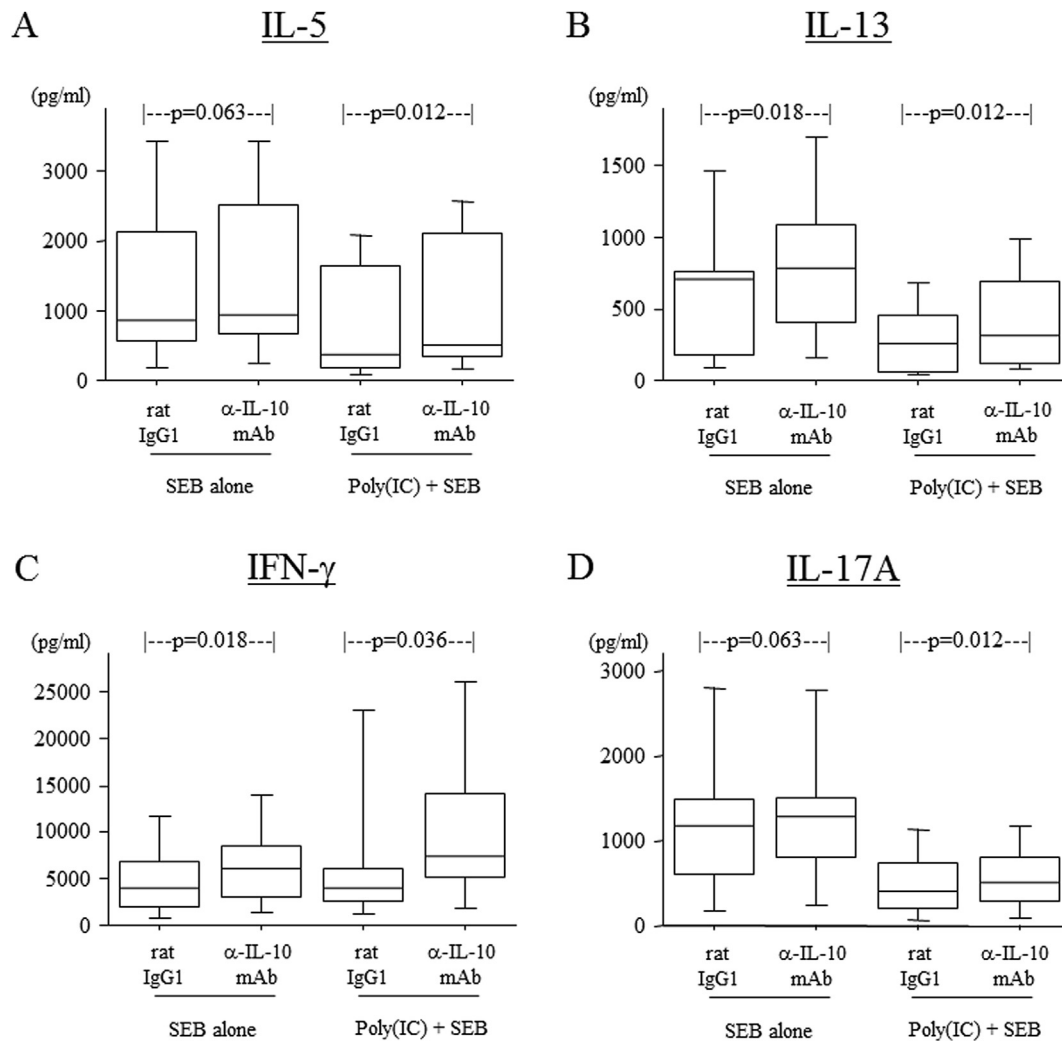 A
IL-5
(pg/ml)
|---p=0.063---| |---p=0.012---|
3000
2000
1000
0
rat α-IL-10 rat α-IL-10
IgG1 mAb IgG1 mAb
SEB alone Poly(IC) + SEB
B
IL-13
(pg/ml)
|---p=0.018---| |---p=0.012---|
1500
1000
500
0
rat α-IL-10 rat α-IL-10
IgG1 mAb IgG1 mAb
SEB alone Poly(IC) + SEB
C
IFN-γ
(pg/ml)
|---p=0.018---| |---p=0.036---|
25000
20000
15000
10000
5000
0
rat α-IL-10 rat α-IL-10
IgG1 mAb IgG1 mAb
SEB alone Poly(IC) + SEB
D
IL-17A
(pg/ml)
|---p=0.063---| |---p=0.012---|
3000
2000
1000
0
rat α-IL-10 rat α-IL-10
IgG1 mAb IgG1 mAb
SEB alone Poly(IC) + SEB